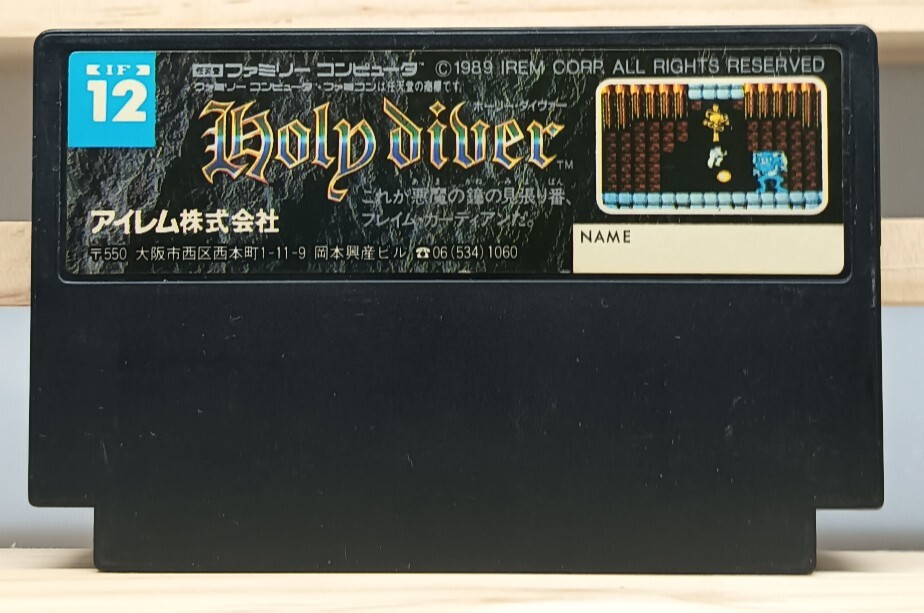 IF
12
ファミリー コンピュータ™ ©1989 IREM CORP. ALL RIGHTS RESERVED
ファミリー コンピュータ・ファミコンは任天堂の商標です。
ホーリー・ダイヴァー
Holy diver™
これが悪魔の鐘の見張り番、
フレイム・ガーディアンだ。
アイレム株式会社
〒550 大阪市西区西本町1-11-9 岡本興産ビル ☎06(534)1060
NAME